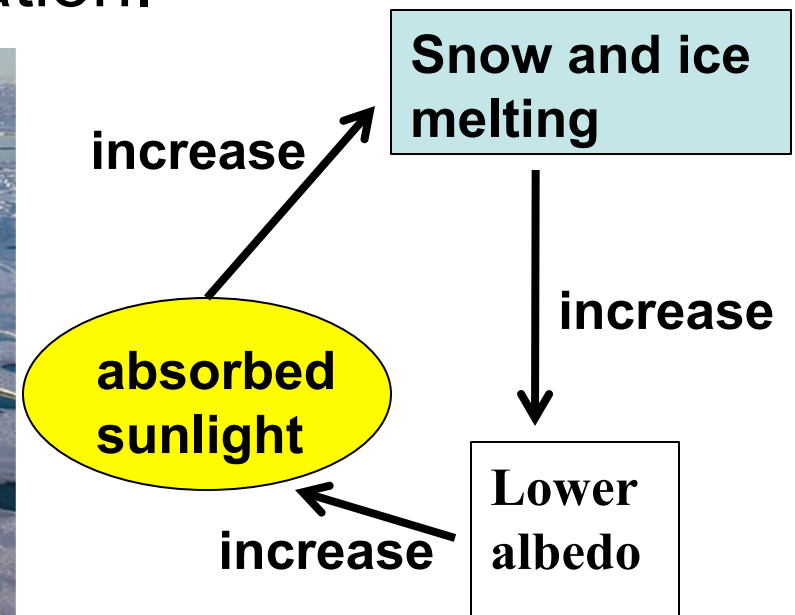 Snow and ice
melting
increase
increase
absorbed
sunlight
Lower
albedo
increase